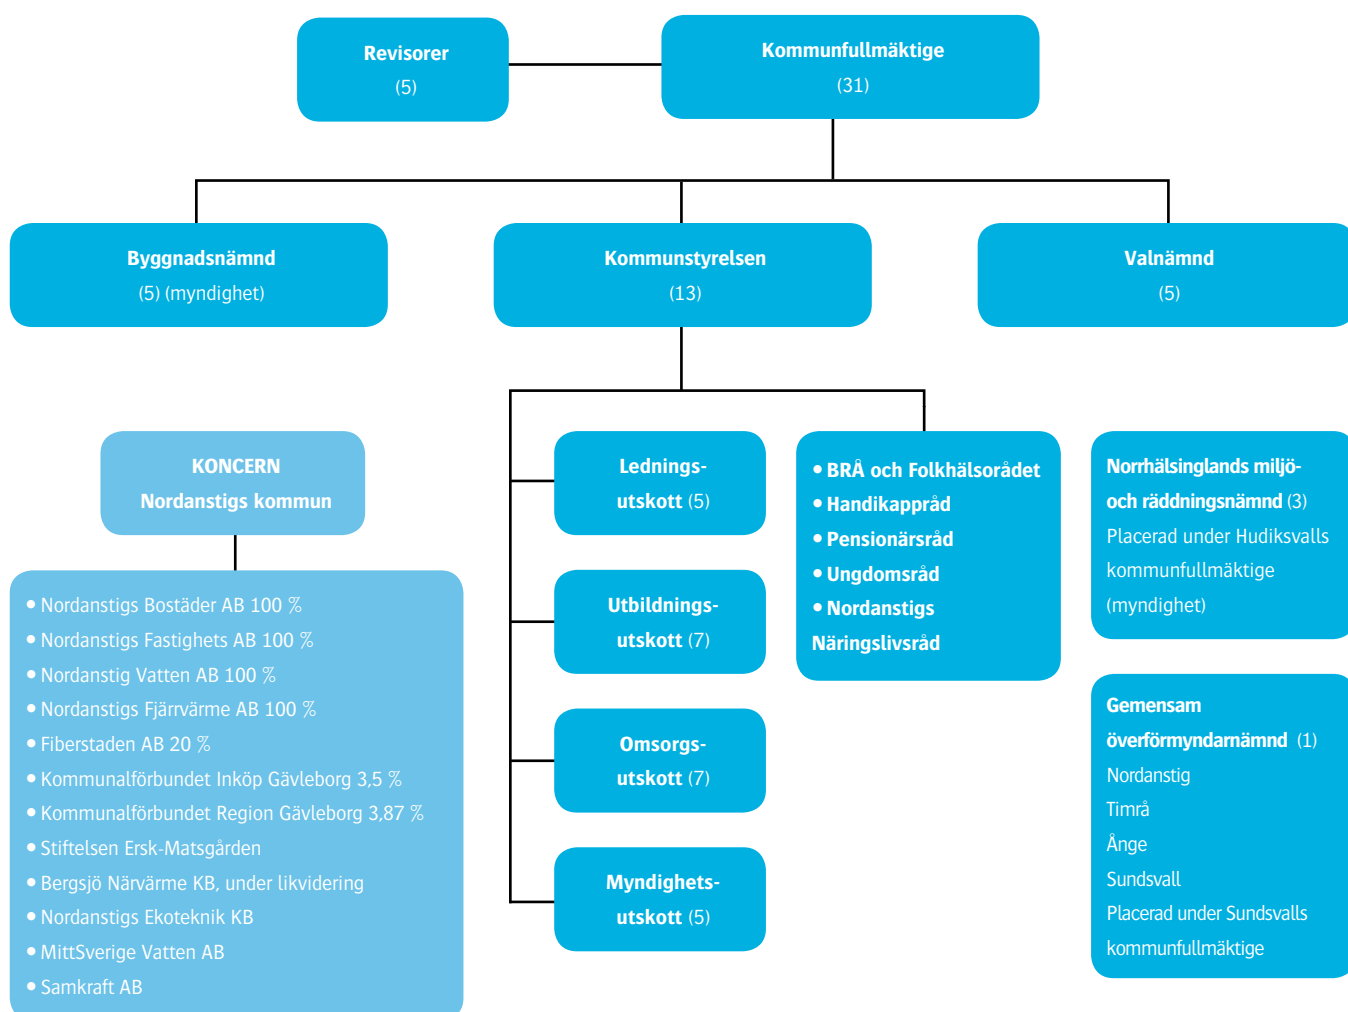 Revisorer
(5)
Kommunfullmäktige
(31)
Byggnadsnämnd
(5) (myndighet)
Kommunstyrelsen
(13)
Valnämnd
(5)
KONCERN
Nordanstigs kommun
• Nordanstigs Bostäder AB 100 %
• Nordanstigs Fastighets AB 100 %
• Nordanstig Vatten AB 100 %
• Nordanstigs Fjärrvärme AB 100 %
• Fiberstaden AB 20 %
• Kommunalförbundet Inköp Gävleborg 3,5 %
• Kommunalförbundet Region Gävleborg 3,87 %
• Stiftelsen Ersk-Matsgården
• Bergsjö Närvärme KB, under likvidering
• Nordanstigs Ekoteknik KB
• MittSverige Vatten AB
• Samkraft AB
Lednings-
utskott (5)
Utbildnings-
utskott (7)
Omsorgs-
utskott (7)
Myndighets-
utskott (5)
• BRÅ och Folkhälsorådet
• Handikappråd
• Pensionärsråd
• Ungdomsråd
• Nordanstigs
Näringslivsråd
Norrhälsinglands miljö-
och räddningsnämnd (3)
Placerad under Hudiksvalls
kommunfullmäktige
(myndighet)
Gemensam
överförmyndarnämnd (1)
Nordanstig
Timrå
Ånge
Sundsvall
Placerad under Sundsvalls
kommunfullmäktige